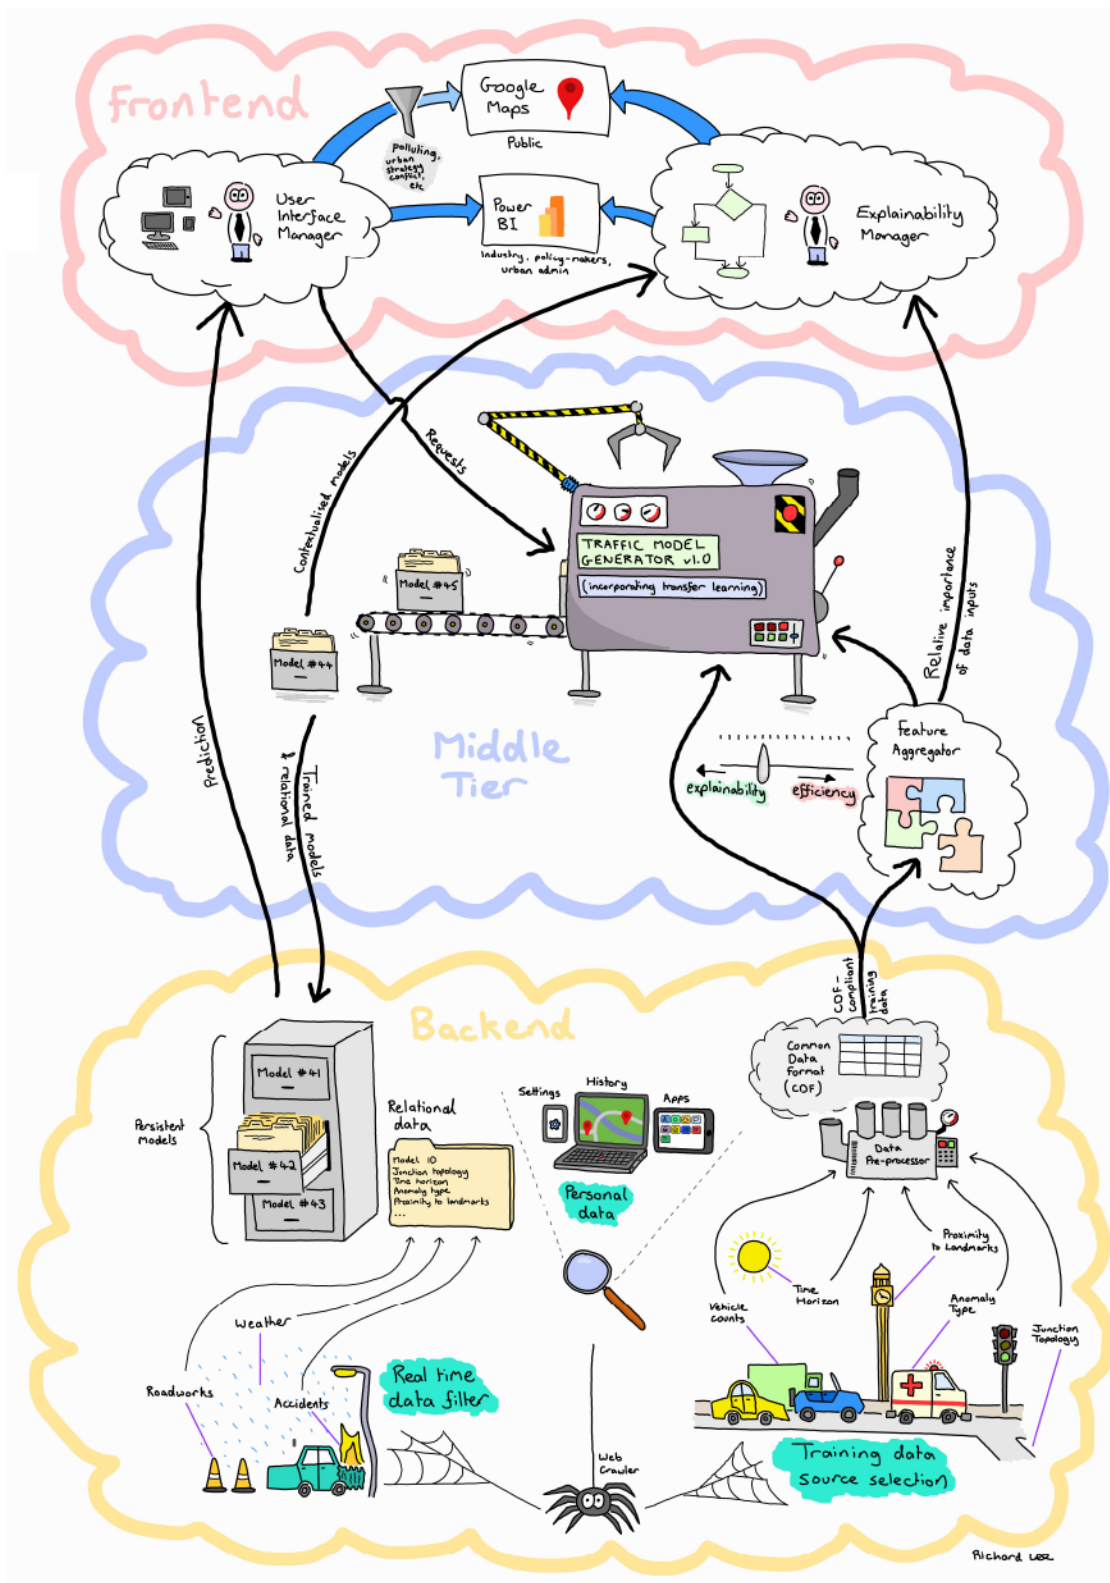 Frontend
Google
Maps
Public
polluting,
urban
strategy
conflict,
etc
User
Interface
Manager
Power
BI
Industry, policy-makers,
urban admin
Explainability
Manager
Contextualised models
Requests
TRAFFIC MODEL
GENERATOR v1.0
(incorporating transfer learning)
Model #45
Model #44
Relative importance
of data inputs
Prediction
Trained models
& relational data
Middle
Tier
Feature
Aggregator
explainability
efficiency
CDF-
compliant
training
data
Backend
Common
Data
Format
(CDF)
Persistent
models
Model #41
Model #42
Model #43
Relational
data
Model ID
Junction topology
Time horizon
Anomaly type
Proximity to landmarks
...
Settings
History
Apps
Personal
data
Data
Pre-processor
Vehicle
counts
Time
Horizon
Proximity
to Landmarks
Anomaly
Type
Junction
Topology
Weather
Roadworks
Accidents
Real time
data filter
Web
Crawler
Training data
source selection
Richard Lee